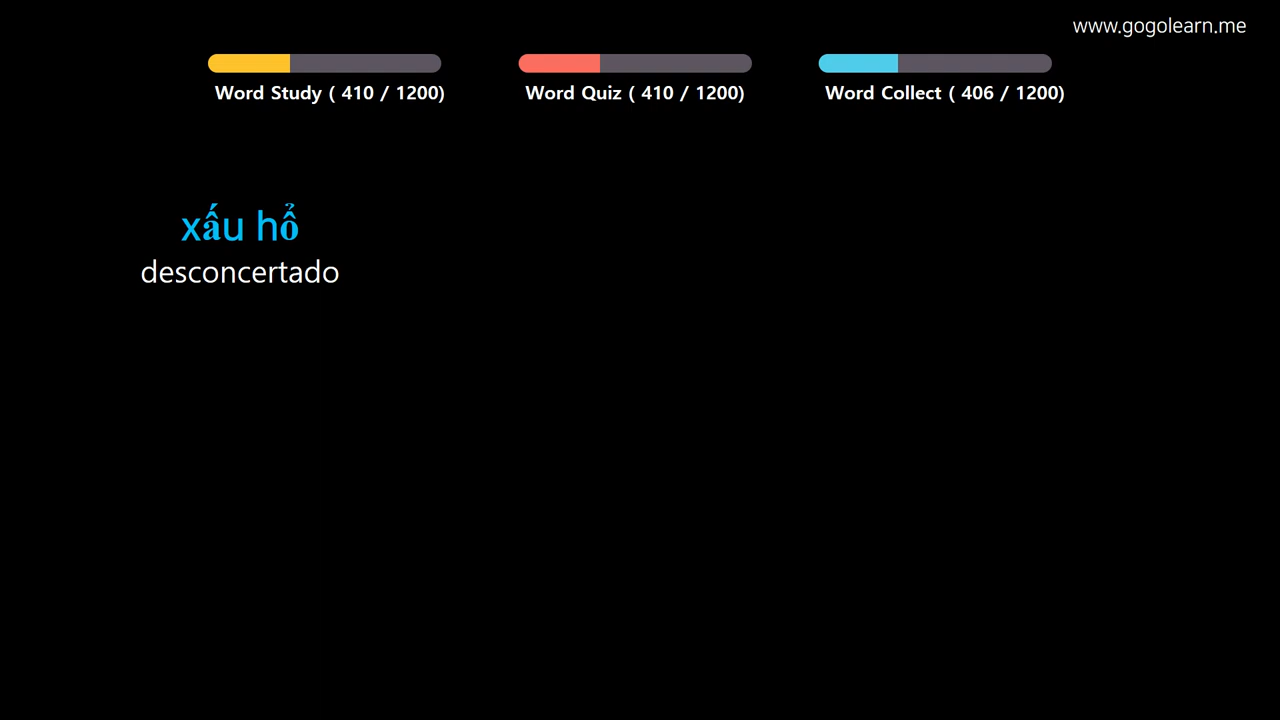 www.gogolearn.me
Word Study ( 410 / 1200)
Word Quiz ( 410 / 1200)
Word Collect ( 406 / 1200)
xấu hổ
desconcertado